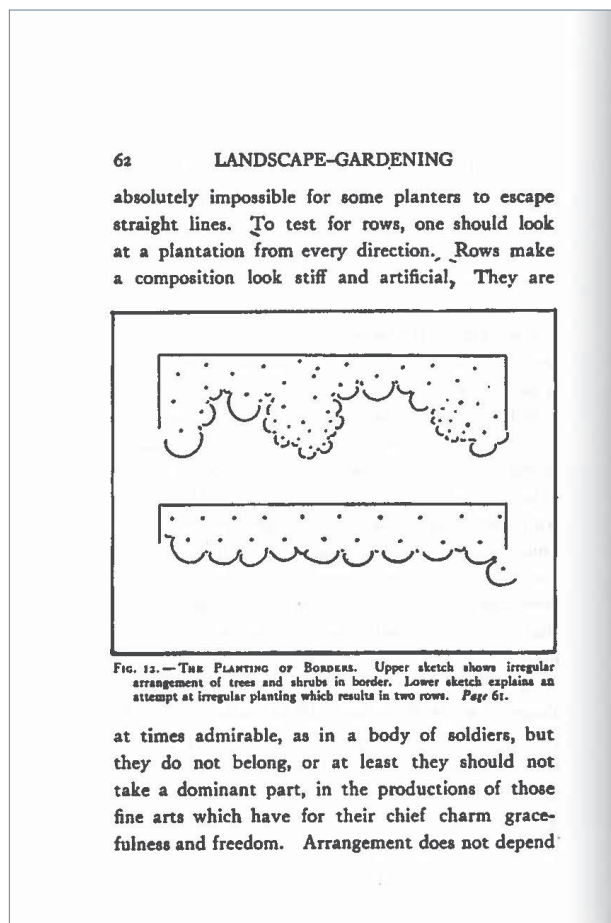 62 LANDSCAPE-GARDENING
absolutely impossible for some planters to escape
straight lines. To test for rows, one should look
at a plantation from every direction. Rows make
a composition look stiff and artificial, They are
FIG. 12.—THE PLANTING OF BORDERS. Upper sketch shows irregular
arrangement of trees and shrubs in border. Lower sketch explains an
attempt at irregular planting which results in two rows. Page 61.
at times admirable, as in a body of soldiers, but
they do not belong, or at least they should not
take a dominant part, in the productions of those
fine arts which have for their chief charm grace-
fulness and freedom. Arrangement does not depend